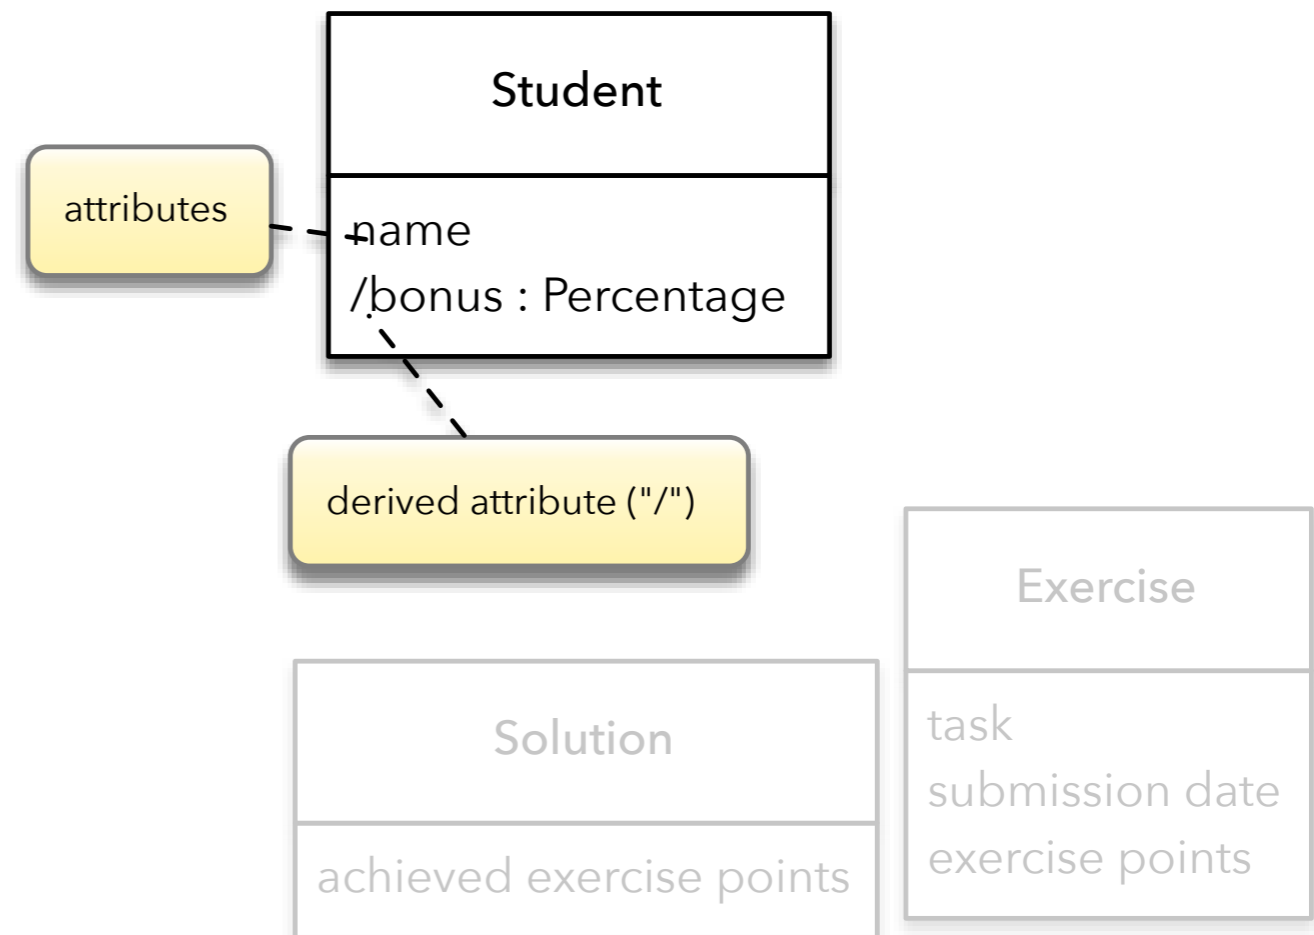 Student
attributes
name
/bonus : Percentage
derived attribute ("/")
Exercise
task
submission date
exercise points
Solution
achieved exercise points